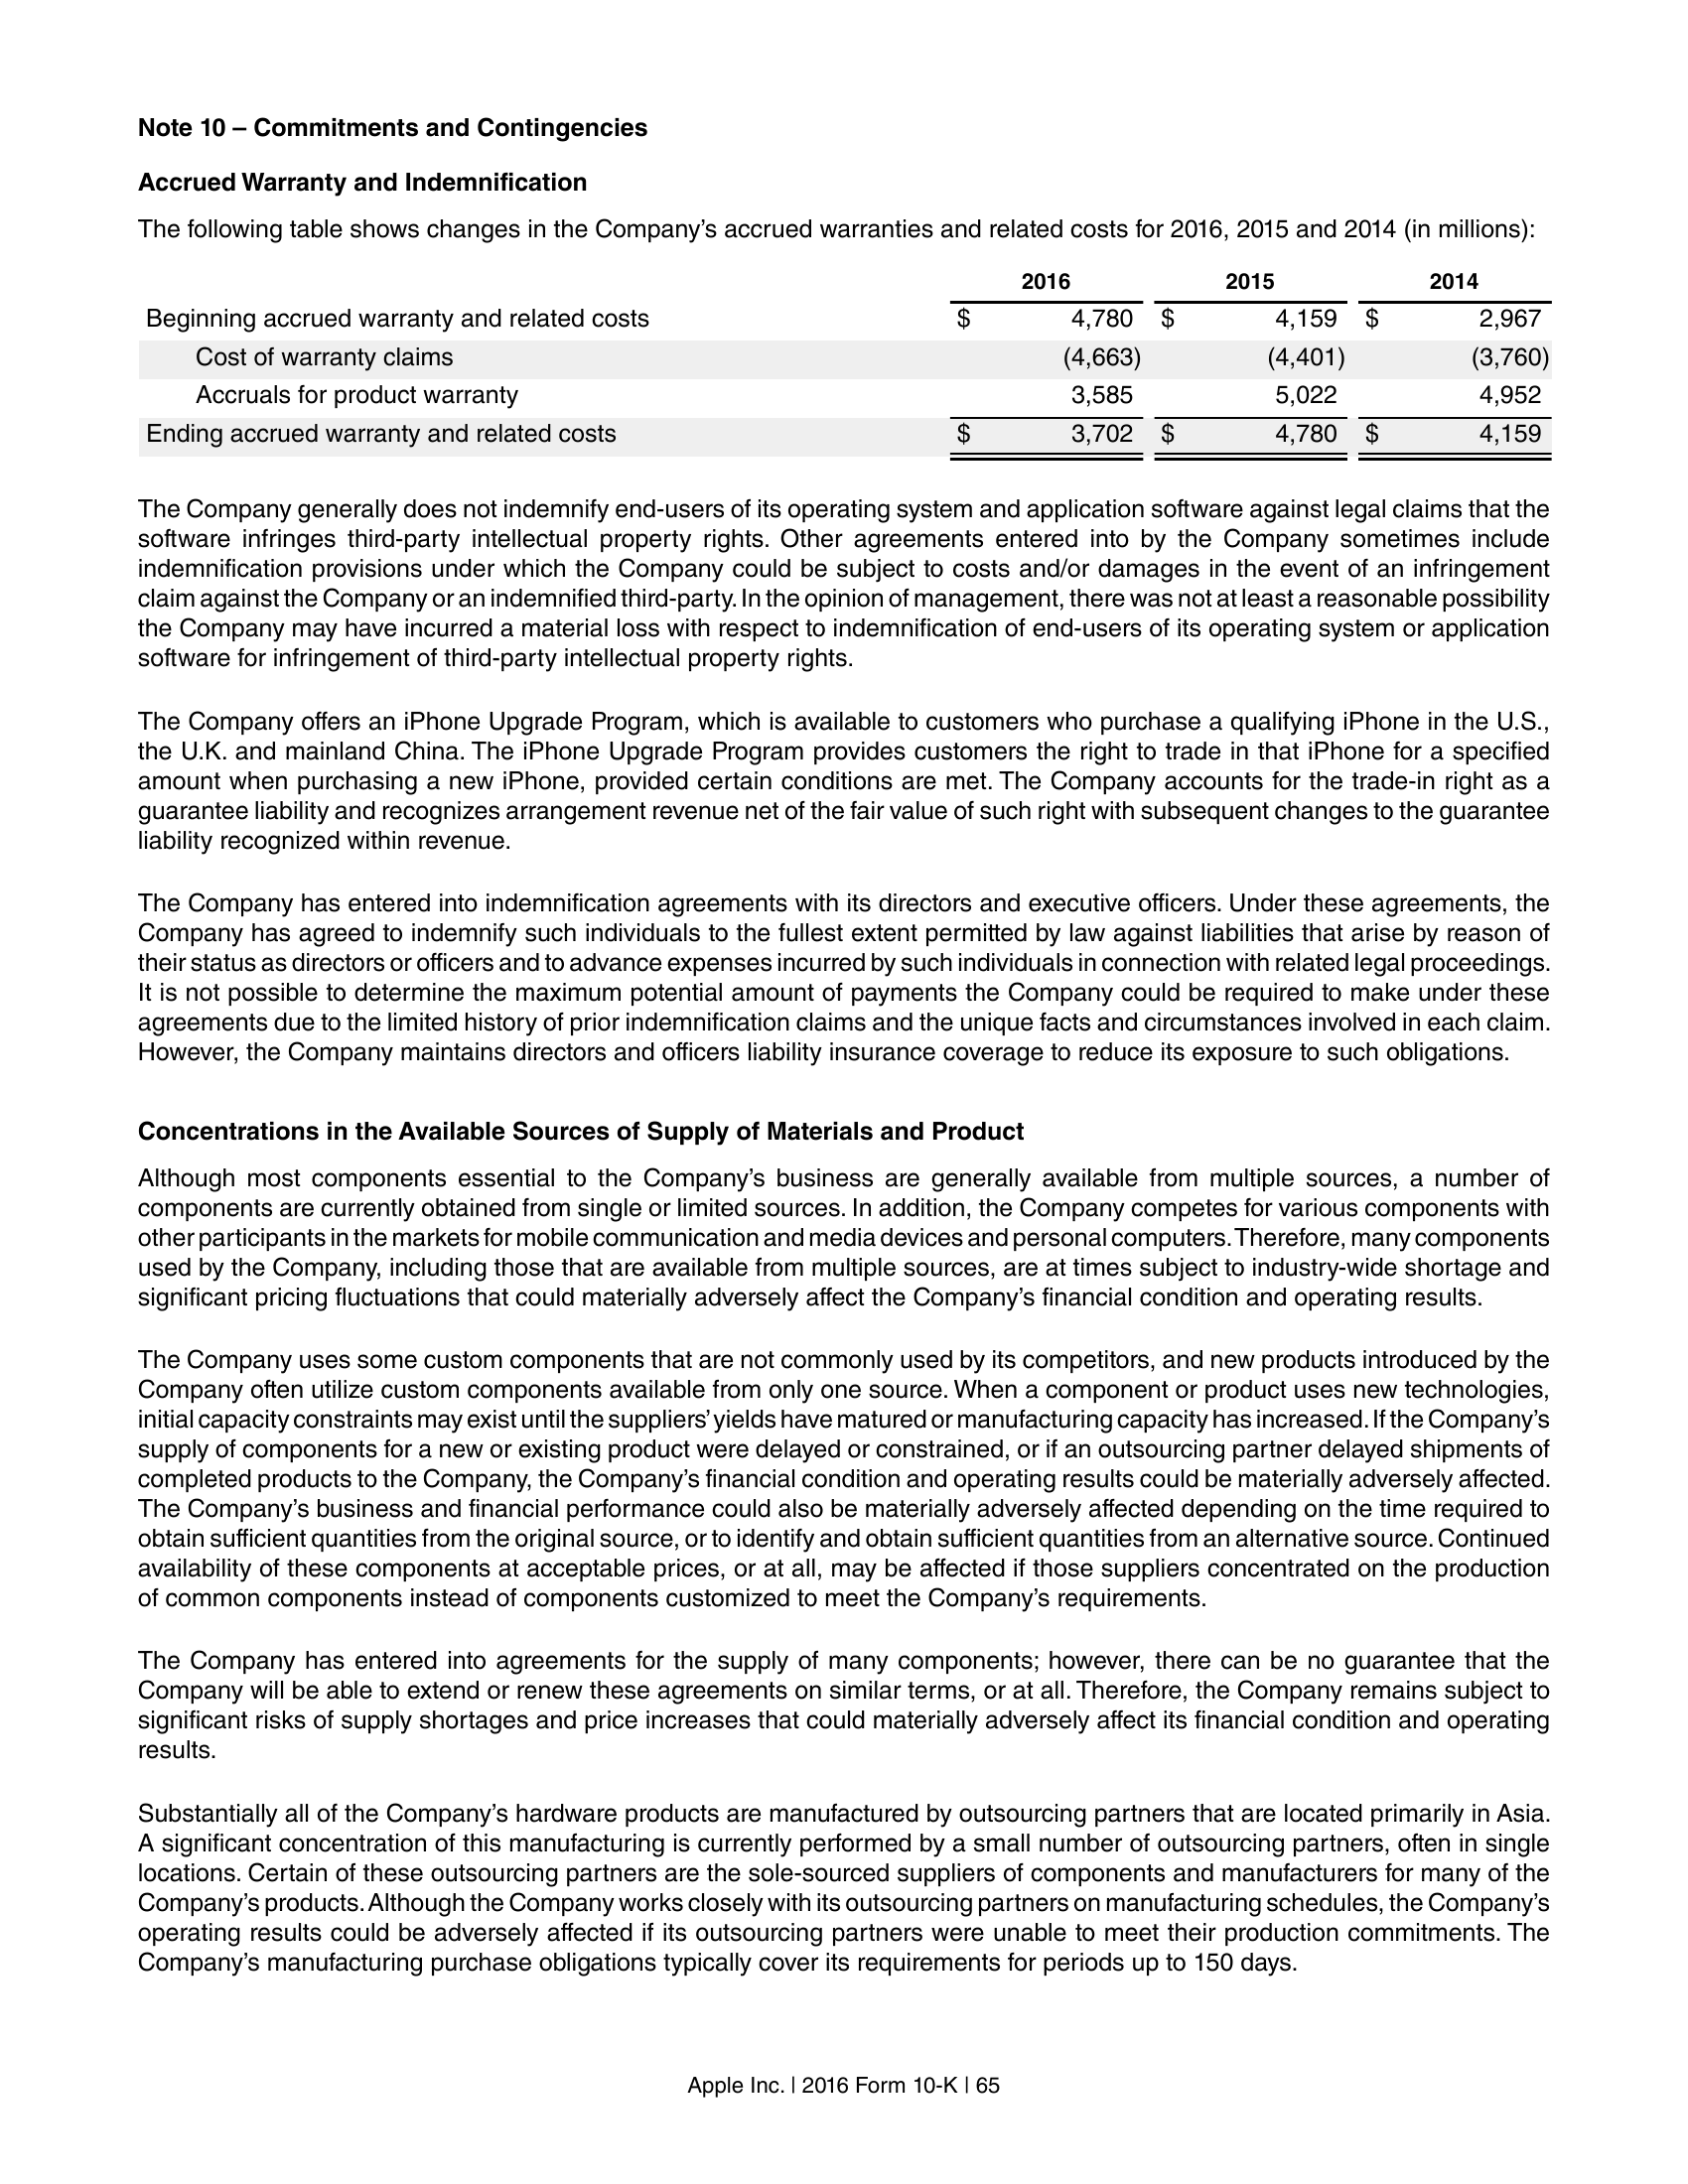 Note 10 – Commitments and Contingencies
Accrued Warranty and Indemnification
The following table shows changes in the Company's accrued warranties and related costs for 2016, 2015 and 2014 (in millions):
2016 2015 2014
Beginning accrued warranty and related costs $ 4,780 $ 4,159 $ 2,967
Cost of warranty claims (4,663) (4,401) (3,760)
Accruals for product warranty 3,585 5,022 4,952
Ending accrued warranty and related costs $ 3,702 $ 4,780 $ 4,159
The Company generally does not indemnify end-users of its operating system and application software against legal claims that the
software infringes third-party intellectual property rights. Other agreements entered into by the Company sometimes include
indemnification provisions under which the Company could be subject to costs and/or damages in the event of an infringement
claim against the Company or an indemnified third-party. In the opinion of management, there was not at least a reasonable possibility
the Company may have incurred a material loss with respect to indemnification of end-users of its operating system or application
software for infringement of third-party intellectual property rights.
The Company offers an iPhone Upgrade Program, which is available to customers who purchase a qualifying iPhone in the U.S.,
the U.K. and mainland China. The iPhone Upgrade Program provides customers the right to trade in that iPhone for a specified
amount when purchasing a new iPhone, provided certain conditions are met. The Company accounts for the trade-in right as a
guarantee liability and recognizes arrangement revenue net of the fair value of such right with subsequent changes to the guarantee
liability recognized within revenue.
The Company has entered into indemnification agreements with its directors and executive officers. Under these agreements, the
Company has agreed to indemnify such individuals to the fullest extent permitted by law against liabilities that arise by reason of
their status as directors or officers and to advance expenses incurred by such individuals in connection with related legal proceedings.
It is not possible to determine the maximum potential amount of payments the Company could be required to make under these
agreements due to the limited history of prior indemnification claims and the unique facts and circumstances involved in each claim.
However, the Company maintains directors and officers liability insurance coverage to reduce its exposure to such obligations.
Concentrations in the Available Sources of Supply of Materials and Product
Although most components essential to the Company's business are generally available from multiple sources, a number of
components are currently obtained from single or limited sources. In addition, the Company competes for various components with
other participants in the markets for mobile communication and media devices and personal computers. Therefore, many components
used by the Company, including those that are available from multiple sources, are at times subject to industry-wide shortage and
significant pricing fluctuations that could materially adversely affect the Company's financial condition and operating results.
The Company uses some custom components that are not commonly used by its competitors, and new products introduced by the
Company often utilize custom components available from only one source. When a component or product uses new technologies,
initial capacity constraints may exist until the suppliers' yields have matured or manufacturing capacity has increased. If the Company's
supply of components for a new or existing product were delayed or constrained, or if an outsourcing partner delayed shipments of
completed products to the Company, the Company's financial condition and operating results could be materially adversely affected.
The Company's business and financial performance could also be materially adversely affected depending on the time required to
obtain sufficient quantities from the original source, or to identify and obtain sufficient quantities from an alternative source. Continued
availability of these components at acceptable prices, or at all, may be affected if those suppliers concentrated on the production
of common components instead of components customized to meet the Company's requirements.
The Company has entered into agreements for the supply of many components; however, there can be no guarantee that the
Company will be able to extend or renew these agreements on similar terms, or at all. Therefore, the Company remains subject to
significant risks of supply shortages and price increases that could materially adversely affect its financial condition and operating
results.
Substantially all of the Company's hardware products are manufactured by outsourcing partners that are located primarily in Asia.
A significant concentration of this manufacturing is currently performed by a small number of outsourcing partners, often in single
locations. Certain of these outsourcing partners are the sole-sourced suppliers of components and manufacturers for many of the
Company's products. Although the Company works closely with its outsourcing partners on manufacturing schedules, the Company's
operating results could be adversely affected if its outsourcing partners were unable to meet their production commitments. The
Company's manufacturing purchase obligations typically cover its requirements for periods up to 150 days.
Apple Inc. | 2016 Form 10-K | 65